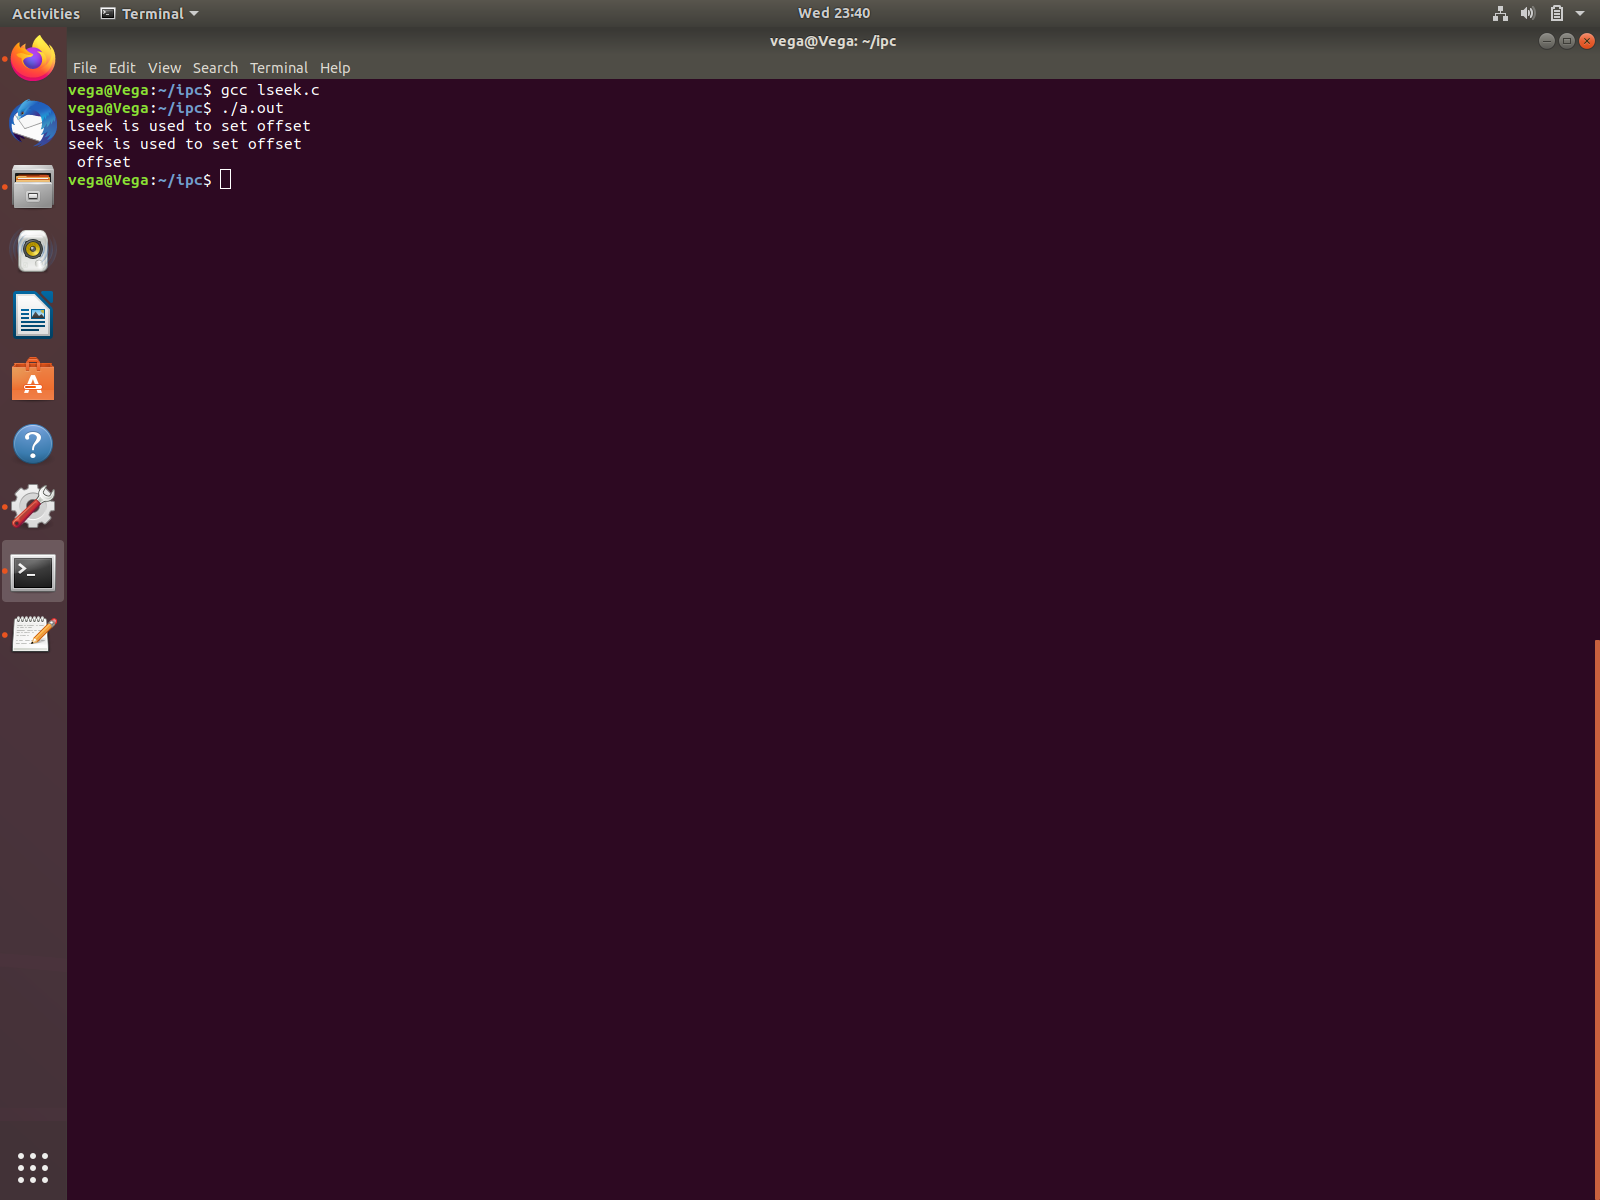 Activities Terminal Wed 23:40
vega@Vega: ~/ipc
File Edit View Search Terminal Help
vega@Vega:~/ipc$ gcc lseek.c
vega@Vega:~/ipc$ ./a.out
lseek is used to set offset
seek is used to set offset
 offset
vega@Vega:~/ipc$